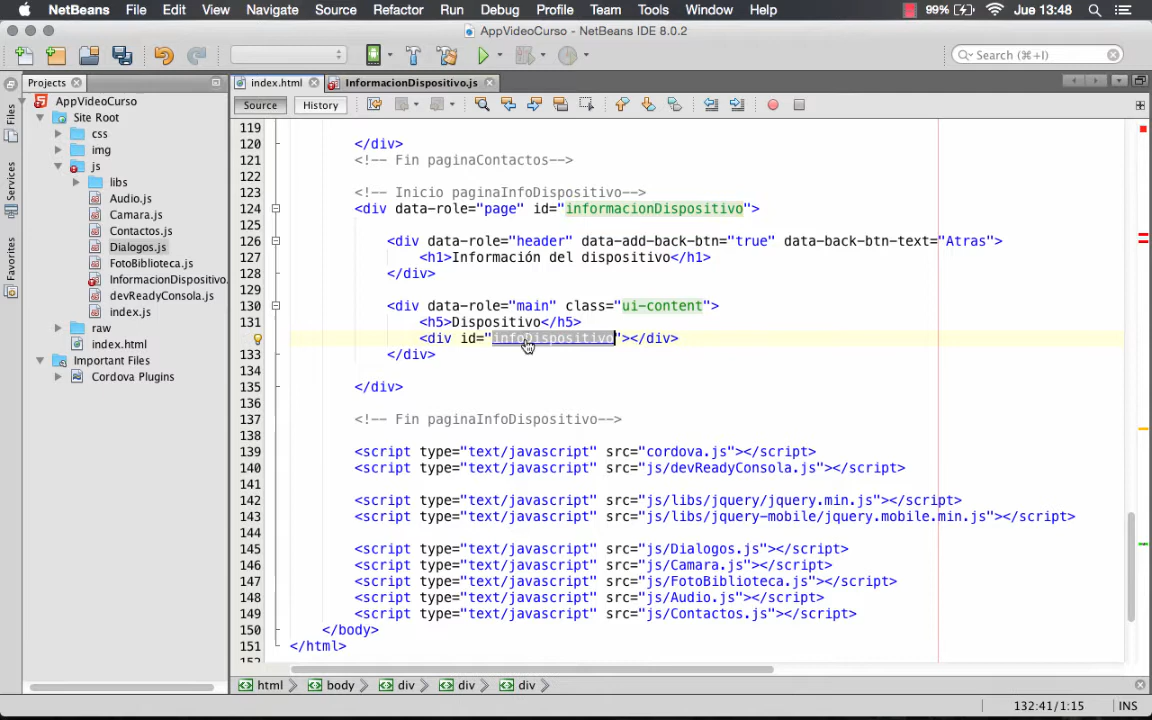 NetBeans File Edit View Navigate Source Refactor Run Debug Profile Team Tools Window Help 99% Jue 13:48
AppVideoCurso - NetBeans IDE 8.0.2
Search (⌘+I)
Projects
index.html InformacionDispositivo.js
Source History
Archivos
Services
Favorites
AppVideoCurso
Site Root
css
img
js
libs
Audio.js
Camara.js
Contactos.js
Dialogos.js
FotoBiblioteca.js
InformacionDispositivo.
devReadyConsola.js
index.js
raw
index.html
Important Files
Cordova Plugins
119
120 </div>
121 <!-- Fin paginaContactos-->
122
123 <!-- Inicio paginaInfoDispositivo-->
124 <div data-role="page" id="informacionDispositivo">
125
126 <div data-role="header" data-add-back-btn="true" data-back-btn-text="Atras">
127 <h1>Información del dispositivo</h1>
128 </div>
129
130 <div data-role="main" class="ui-content">
131 <h5>Dispositivo</h5>
<div id="infoDispositivo"></div>
133 </div>
134
135 </div>
136
137 <!-- Fin paginaInfoDispositivo-->
138
139 <script type="text/javascript" src="cordova.js"></script>
140 <script type="text/javascript" src="js/devReadyConsola.js"></script>
141
142 <script type="text/javascript" src="js/libs/jquery/jquery.min.js"></script>
143 <script type="text/javascript" src="js/libs/jquery-mobile/jquery.mobile.min.js"></script>
144
145 <script type="text/javascript" src="js/Dialogos.js"></script>
146 <script type="text/javascript" src="js/Camara.js"></script>
147 <script type="text/javascript" src="js/FotoBiblioteca.js"></script>
148 <script type="text/javascript" src="js/Audio.js"></script>
149 <script type="text/javascript" src="js/Contactos.js"></script>
150 </body>
151 </html>
152
html body div div div
132:41/1:15 INS